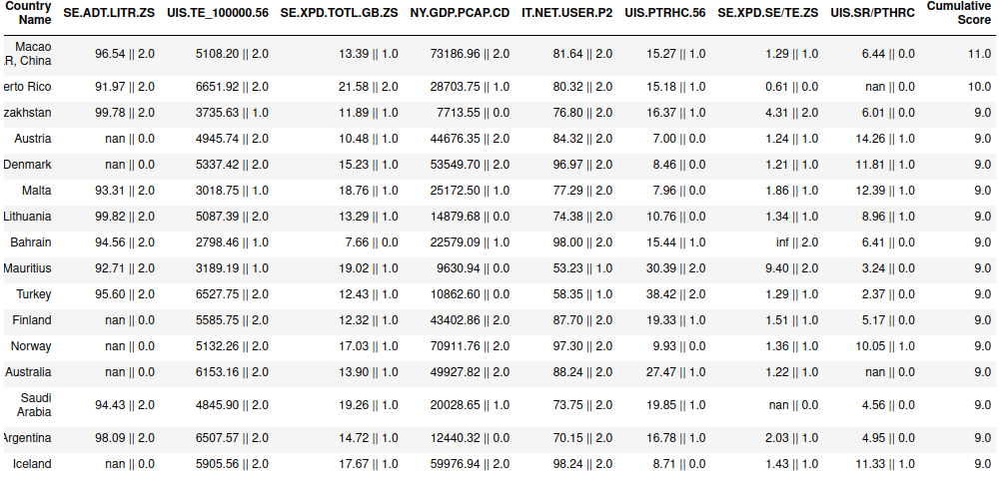 Country SE.ADT.LITR.ZS UIS.TE_100000.56 SE.XPD.TOTL.GB.ZS NY.GDP.PCAP.CD IT.NET.USER.P2 UIS.PTRHC.56 SE.XPD.SE/TE.ZS UIS.SR/PTHRC Cumulative
Name Score
Macao 96.54 || 2.0 5108.20 || 2.0 13.39 || 1.0 73186.96 || 2.0 81.64 || 2.0 15.27 || 1.0 1.29 || 1.0 6.44 || 0.0 11.0
R, China
erto Rico 91.97 || 2.0 6651.92 || 2.0 21.58 || 2.0 28703.75 || 1.0 80.32 || 2.0 15.18 || 1.0 0.61 || 0.0 nan || 0.0 10.0
zakhstan 99.78 || 2.0 3735.63 || 1.0 11.89 || 1.0 7713.55 || 0.0 76.80 || 2.0 16.37 || 1.0 4.31 || 2.0 6.01 || 0.0 9.0
Austria nan || 0.0 4945.74 || 2.0 10.48 || 1.0 44676.35 || 2.0 84.32 || 2.0 7.00 || 0.0 1.24 || 1.0 14.26 || 1.0 9.0
Denmark nan || 0.0 5337.42 || 2.0 15.23 || 1.0 53549.70 || 2.0 96.97 || 2.0 8.46 || 0.0 1.21 || 1.0 11.81 || 1.0 9.0
Malta 93.31 || 2.0 3018.75 || 1.0 18.76 || 1.0 25172.50 || 1.0 77.29 || 2.0 7.96 || 0.0 1.86 || 1.0 12.39 || 1.0 9.0
Lithuania 99.82 || 2.0 5087.39 || 2.0 13.29 || 1.0 14879.68 || 0.0 74.38 || 2.0 10.76 || 0.0 1.34 || 1.0 8.96 || 1.0 9.0
Bahrain 94.56 || 2.0 2798.46 || 1.0 7.66 || 0.0 22579.09 || 1.0 98.00 || 2.0 15.44 || 1.0 inf || 2.0 6.41 || 0.0 9.0
Mauritius 92.71 || 2.0 3189.19 || 1.0 19.02 || 1.0 9630.94 || 0.0 53.23 || 1.0 30.39 || 2.0 9.40 || 2.0 3.24 || 0.0 9.0
Turkey 95.60 || 2.0 6527.75 || 2.0 12.43 || 1.0 10862.60 || 0.0 58.35 || 1.0 38.42 || 2.0 1.29 || 1.0 2.37 || 0.0 9.0
Finland nan || 0.0 5585.75 || 2.0 12.32 || 1.0 43402.86 || 2.0 87.70 || 2.0 19.33 || 1.0 1.51 || 1.0 5.17 || 0.0 9.0
Norway nan || 0.0 5132.26 || 2.0 17.03 || 1.0 70911.76 || 2.0 97.30 || 2.0 9.93 || 0.0 1.36 || 1.0 10.05 || 1.0 9.0
Australia nan || 0.0 6153.16 || 2.0 13.90 || 1.0 49927.82 || 2.0 88.24 || 2.0 27.47 || 1.0 1.22 || 1.0 nan || 0.0 9.0
Saudi 94.43 || 2.0 4845.90 || 2.0 19.26 || 1.0 20028.65 || 1.0 73.75 || 2.0 19.85 || 1.0 nan || 0.0 4.56 || 0.0 9.0
Arabia
Argentina 98.09 || 2.0 6507.57 || 2.0 14.72 || 1.0 12440.32 || 0.0 70.15 || 2.0 16.78 || 1.0 2.03 || 1.0 4.95 || 0.0 9.0
Iceland nan || 0.0 5905.56 || 2.0 17.67 || 1.0 59976.94 || 2.0 98.24 || 2.0 8.71 || 0.0 1.43 || 1.0 11.33 || 1.0 9.0